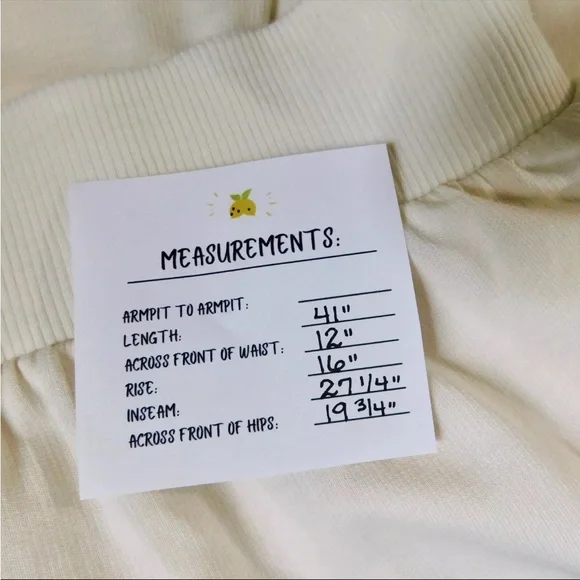 MEASUREMENTS:
ARMPIT TO ARMPIT:
LENGTH: 41"
ACROSS FRONT OF WAIST: 12"
RISE: 16"
INSEAM: 27 1/4"
ACROSS FRONT OF HIPS: 19 3/4"